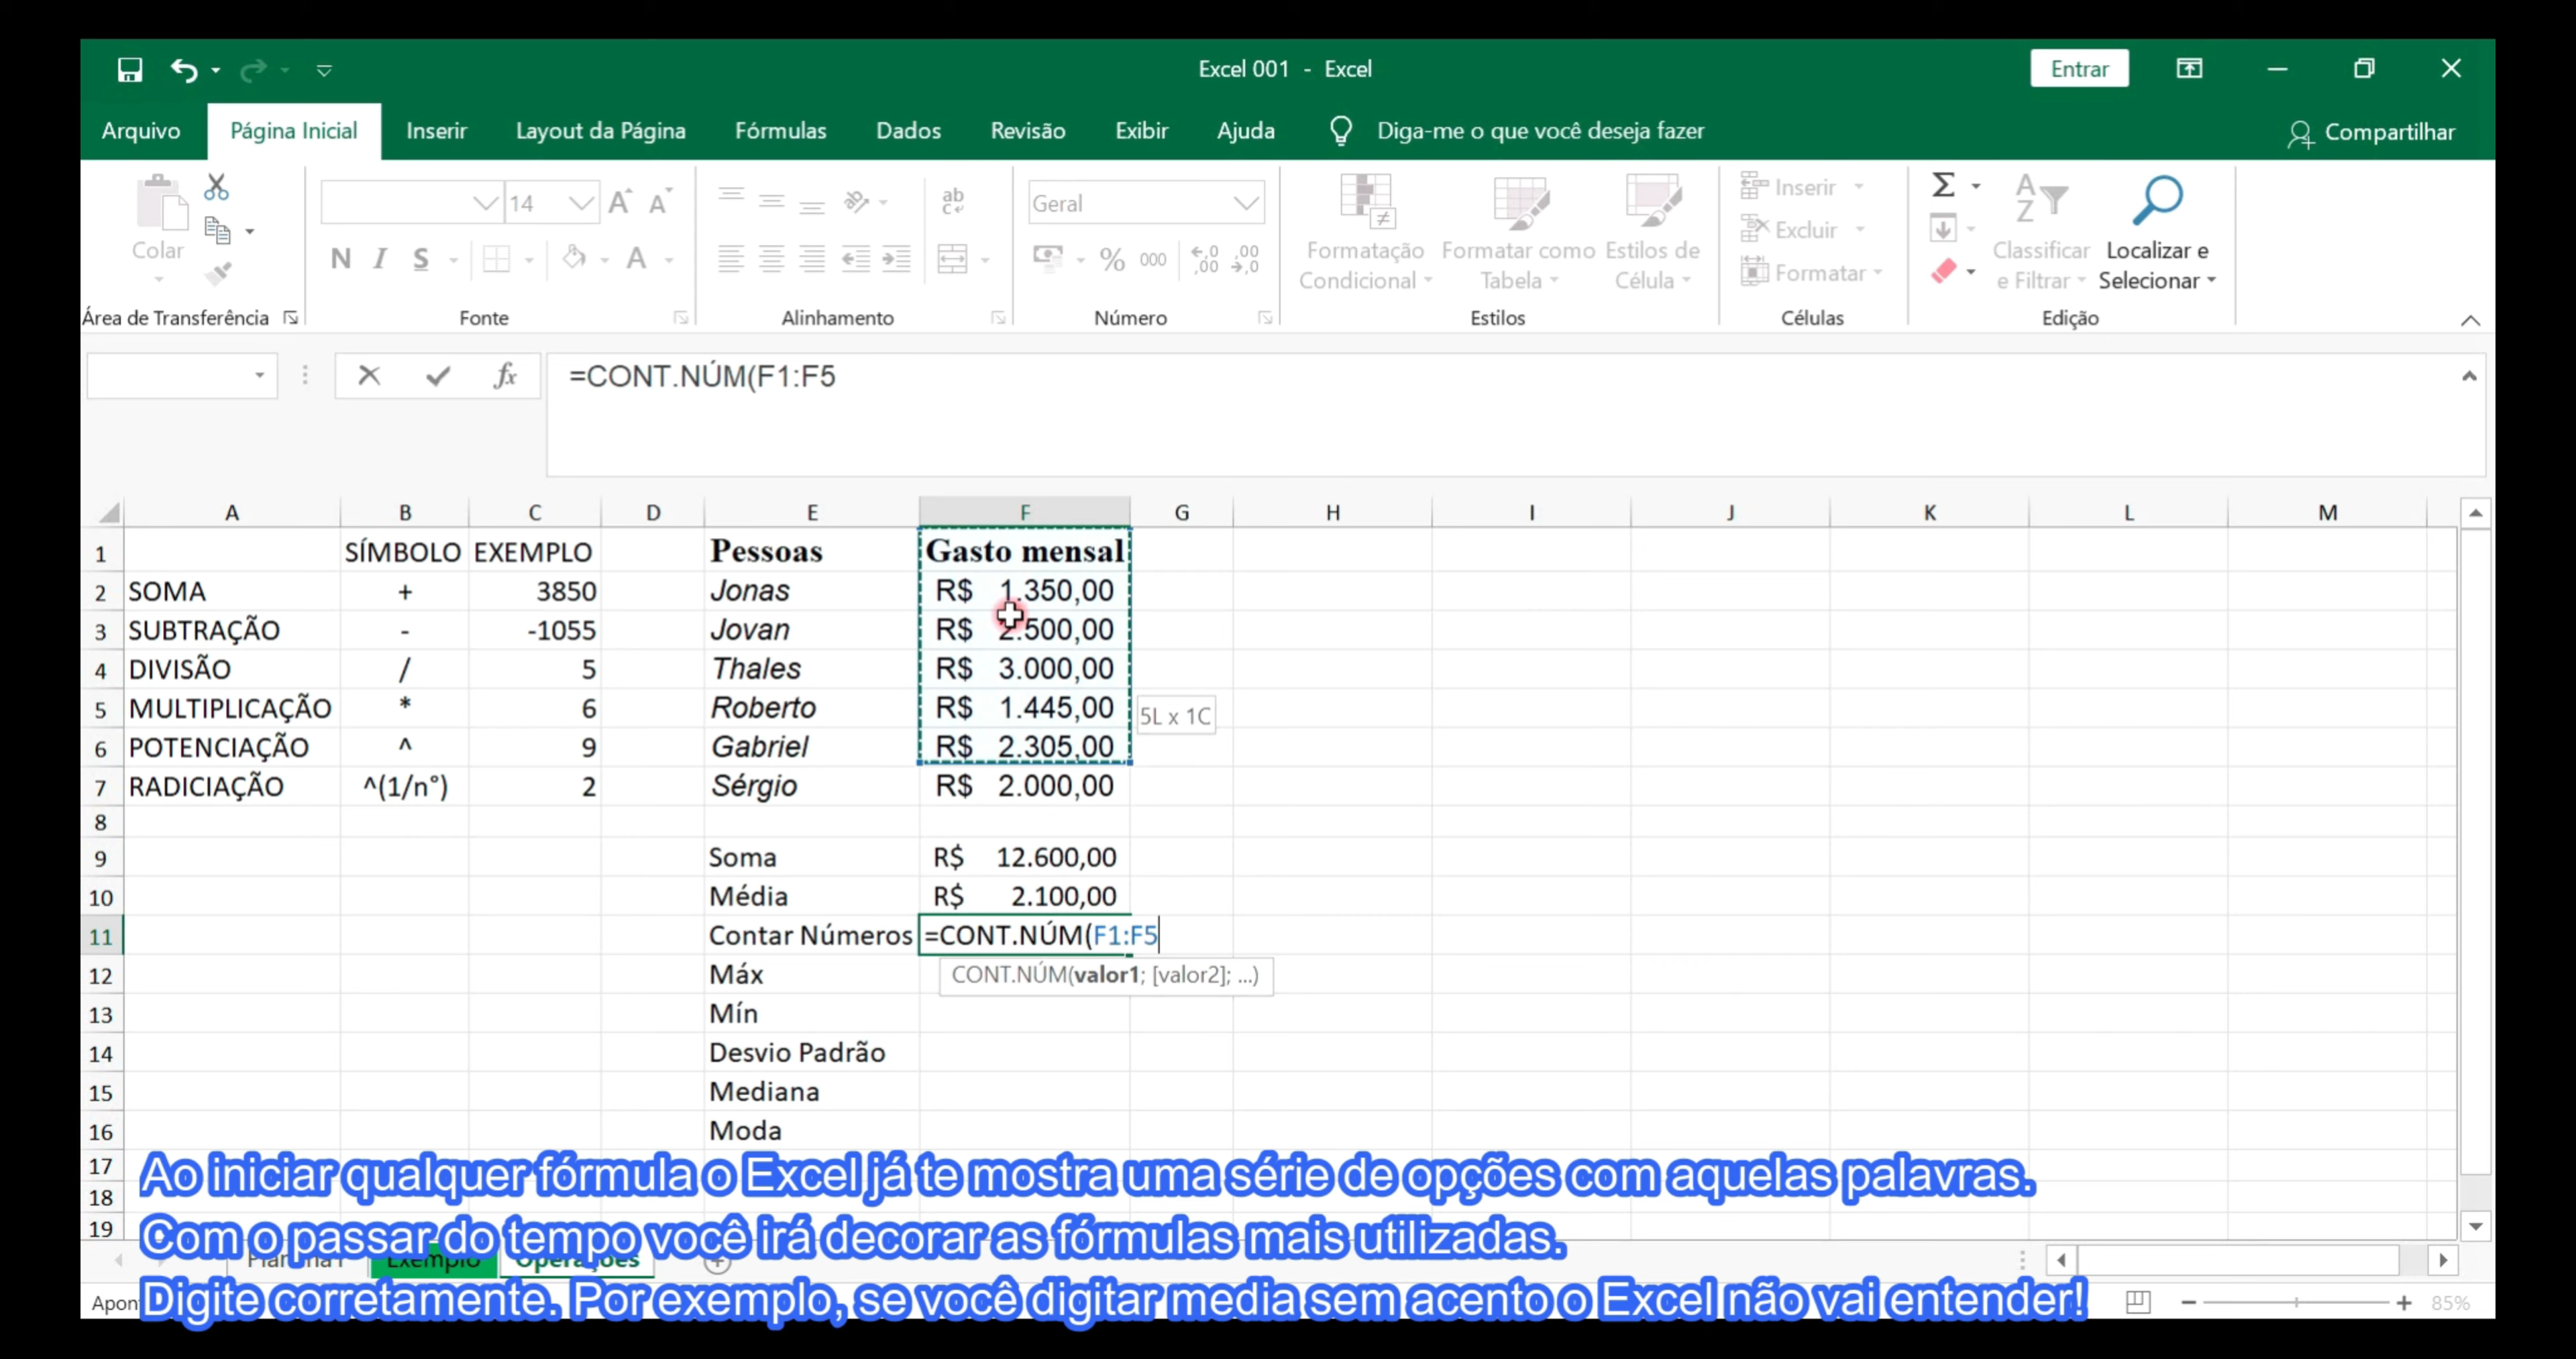 Excel 001 - Excel
Entrar
Arquivo Página Inicial Inserir Layout da Página Fórmulas Dados Revisão Exibir Ajuda Diga-me o que você deseja fazer Compartilhar
Colar
14
Geral
N I S A % 000
Formatação Condicional
Formatar como Tabela
Estilos de Célula
Inserir
Excluir
Formatar
Classificar e Filtrar
Localizar e Selecionar
Área de Transferência Fonte Alinhamento Número Estilos Células Edição
fx =CONT.NÚM(F1:F5
A B C D E F G H I J K L M
1 SÍMBOLO EXEMPLO Pessoas Gasto mensal
2 SOMA + 3850 Jonas R$ 1.350,00
3 SUBTRAÇÃO - -1055 Jovan R$ 2.500,00
4 DIVISÃO / 5 Thales R$ 3.000,00
5 MULTIPLICAÇÃO * 6 Roberto R$ 1.445,00 5L x 1C
6 POTENCIAÇÃO ^ 9 Gabriel R$ 2.305,00
7 RADICIAÇÃO ^(1/n°) 2 Sérgio R$ 2.000,00
8
9 Soma R$ 12.600,00
10 Média R$ 2.100,00
11 Contar Números =CONT.NÚM(F1:F5
12 Máx CONT.NÚM(valor1; [valor2]; ...)
13 Mín
14 Desvio Padrão
15 Mediana
16 Moda
17
18
19
Ao iniciar qualquer fórmula o Excel já te mostra uma série de opções com aquelas palavras.
Com o passar do tempo você irá decorar as fórmulas mais utilizadas.
Exemplo Operações
Digite corretamente. Por exemplo, se você digitar media sem acento o Excel não vai entender!
85%